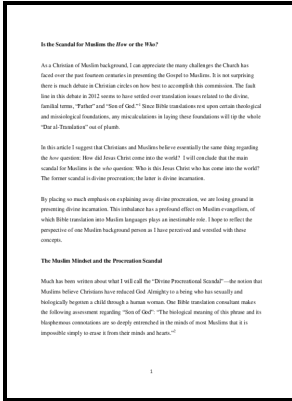 Is the Scandal for Muslims the How or the Who?
As a Christian of Muslim background, I can appreciate the many challenges the Church has
faced over the past fourteen centuries in presenting the Gospel to Muslims. It is not surprising
there is much debate in Christian circles on how best to accomplish this commission. The fault
line in this debate in 2012 seems to have settled over translation issues related to the divine,
familial terms, “Father” and “Son of God.”¹ Since Bible translations rest upon certain theological
and missiological foundations, any miscalculations in laying these foundations will tip the whole
“Dar al-Translation” out of plumb.
In this article I suggest that Christians and Muslims believe essentially the same thing regarding
the how question: How did Jesus Christ come into the world? I will conclude that the main
scandal for Muslims is the who question: Who is this Jesus Christ who has come into the world?
The former scandal is divine procreation; the latter is divine incarnation.
By placing so much emphasis on explaining away divine procreation, we are losing ground in
presenting divine incarnation. This imbalance has a profound effect on Muslim evangelism, of
which Bible translation into Muslim languages plays an inestimable role. I hope to reflect the
perspective of one Muslim background person as I have perceived and wrestled with these
concepts.
The Muslim Mindset and the Procreation Scandal
Much has been written about what I will call the “Divine Procreational Scandal”—the notion that
Muslims believe Christians have reduced God Almighty to a being who has sexually and
biologically begotten a child through a human woman. One Bible translation consultant makes
the following assessment regarding “Son of God”: “The biological meaning of this phrase and its
blasphemous connotations are so deeply entrenched in the minds of most Muslims that it is
impossible simply to erase it from their minds and hearts.”²
1